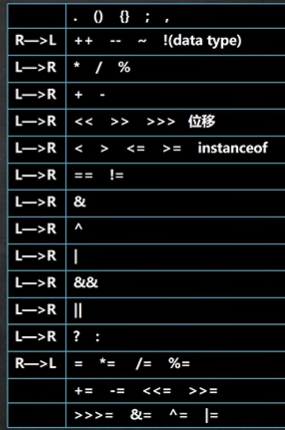 . () {} ; ,
R—>L ++ -- ~ !(data type)
L—>R * / %
L—>R + -
L—>R << >> >>> 位移
L—>R < > <= >= instanceof
L—>R == !=
L—>R &
L—>R ^
L—>R |
L—>R &&
L—>R ||
L—>R ? :
R—>L = *= /= %=
+= -= <<= >>=
>>>= &= ^= |=